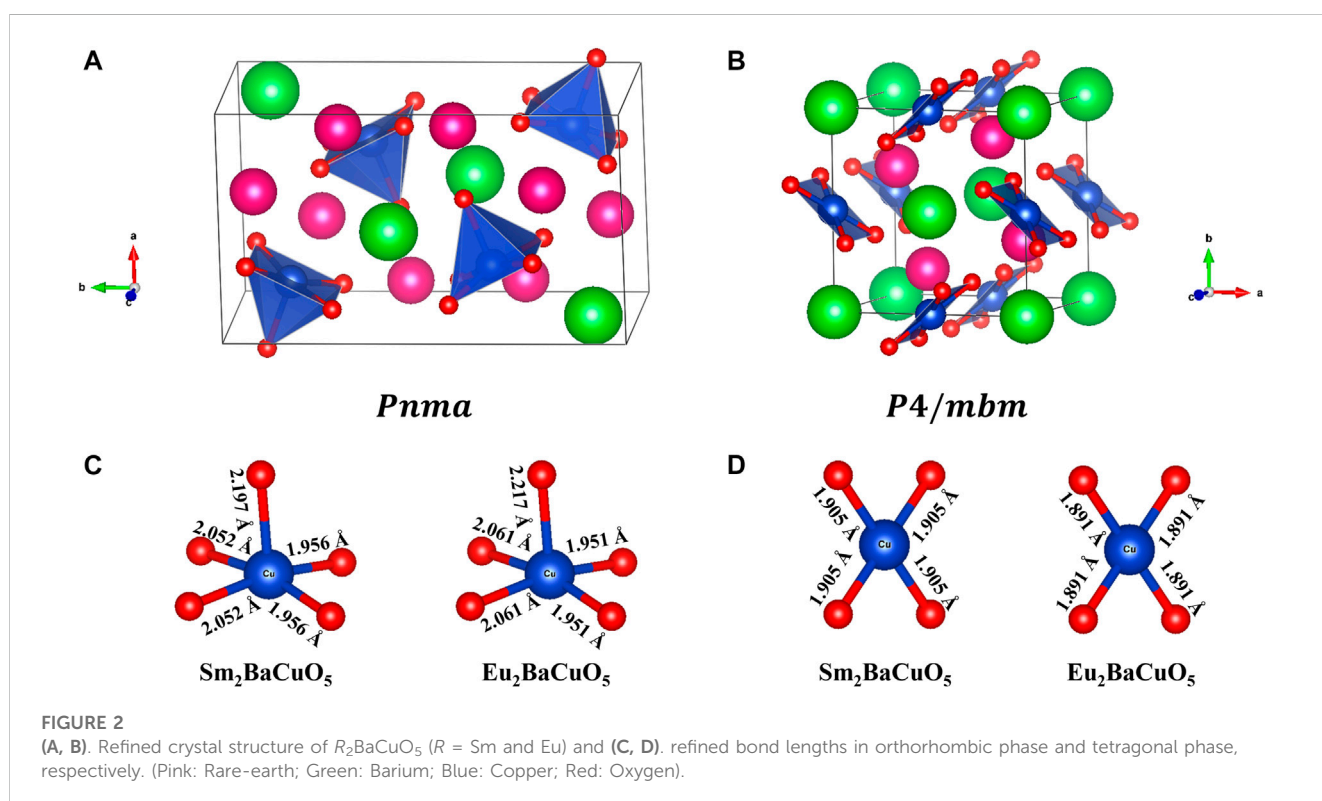 A
B
a
b
c
b
c
a
Pnma
P4/mbm
C
D
2.197 Å
2.052 Å
1.956 Å
Cu
2.052 Å
1.956 Å
Sm₂BaCuO₅
2.217 Å
2.061 Å
1.951 Å
Cu
2.061 Å
1.951 Å
Eu₂BaCuO₅
1.905 Å
1.905 Å
Cu
1.905 Å
1.905 Å
Sm₂BaCuO₅
1.891 Å
1.891 Å
Cu
1.891 Å
1.891 Å
Eu₂BaCuO₅
FIGURE 2
(A, B). Refined crystal structure of R₂BaCuO₅ (R = Sm and Eu) and (C, D). refined bond lengths in orthorhombic phase and tetragonal phase,
respectively. (Pink: Rare-earth; Green: Barium; Blue: Copper; Red: Oxygen).